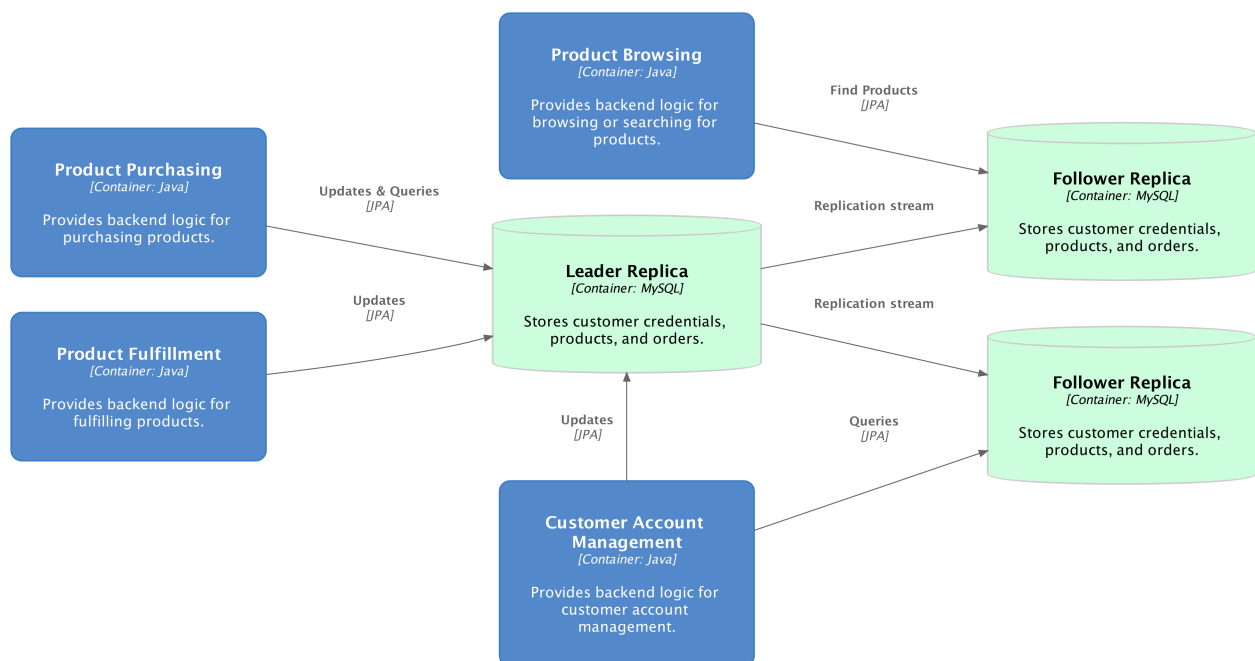 Product Browsing
[Container: Java]
Provides backend logic for
browsing or searching for
products.
Find Products
[JPA]
Product Purchasing
[Container: Java]
Provides backend logic for
purchasing products.
Updates & Queries
[JPA]
Replication stream
Follower Replica
[Container: MySQL]
Stores customer credentials,
products, and orders.
Leader Replica
[Container: MySQL]
Stores customer credentials,
products, and orders.
Updates
[JPA]
Replication stream
Product Fulfillment
[Container: Java]
Provides backend logic for
fulfilling products.
Follower Replica
[Container: MySQL]
Stores customer credentials,
products, and orders.
Updates
[JPA]
Queries
[JPA]
Customer Account
Management
[Container: Java]
Provides backend logic for
customer account
management.